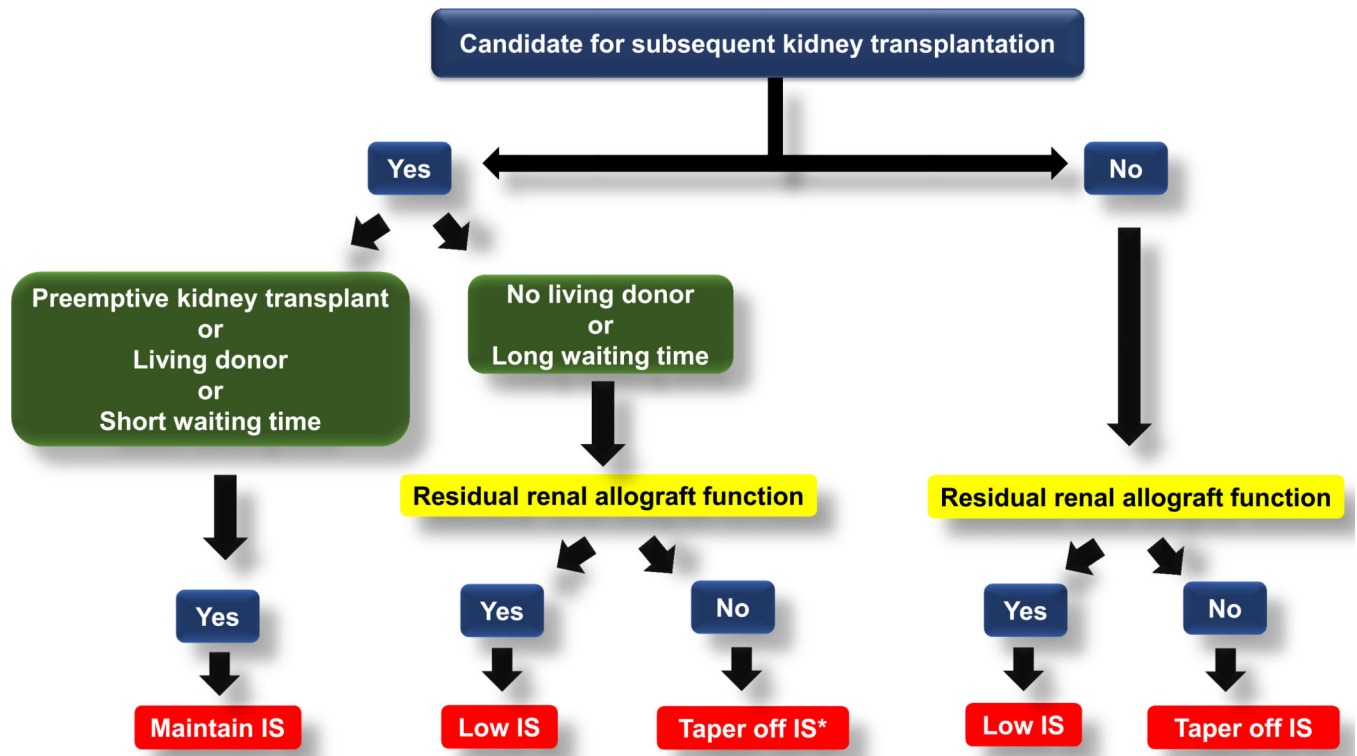 Candidate for subsequent kidney transplantation
Yes
No
Preemptive kidney transplant
or
Living donor
or
Short waiting time
No living donor
or
Long waiting time
Residual renal allograft function
Residual renal allograft function
Yes
Yes
No
Yes
No
Maintain IS
Low IS
Taper off IS*
Low IS
Taper off IS